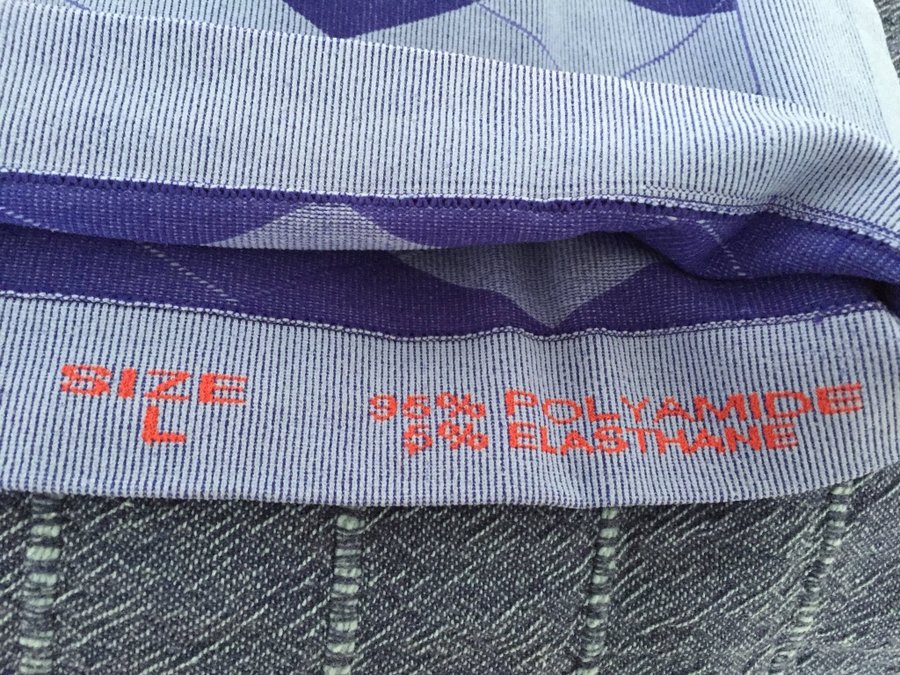 SIZE
L
95% POLYAMIDE
5% ELASTHANE